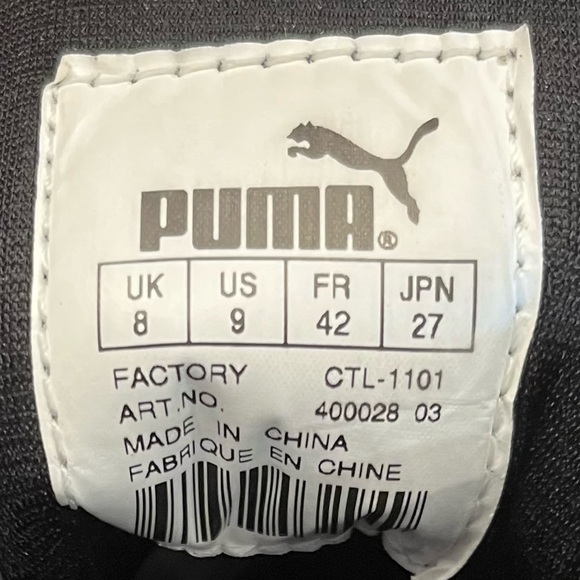 PUMA®
UK US FR JPN
8 9 42 27
FACTORY CTL-1101
ART.NO. 400028 03
MADE IN CHINA
FABRIQUE EN CHINE